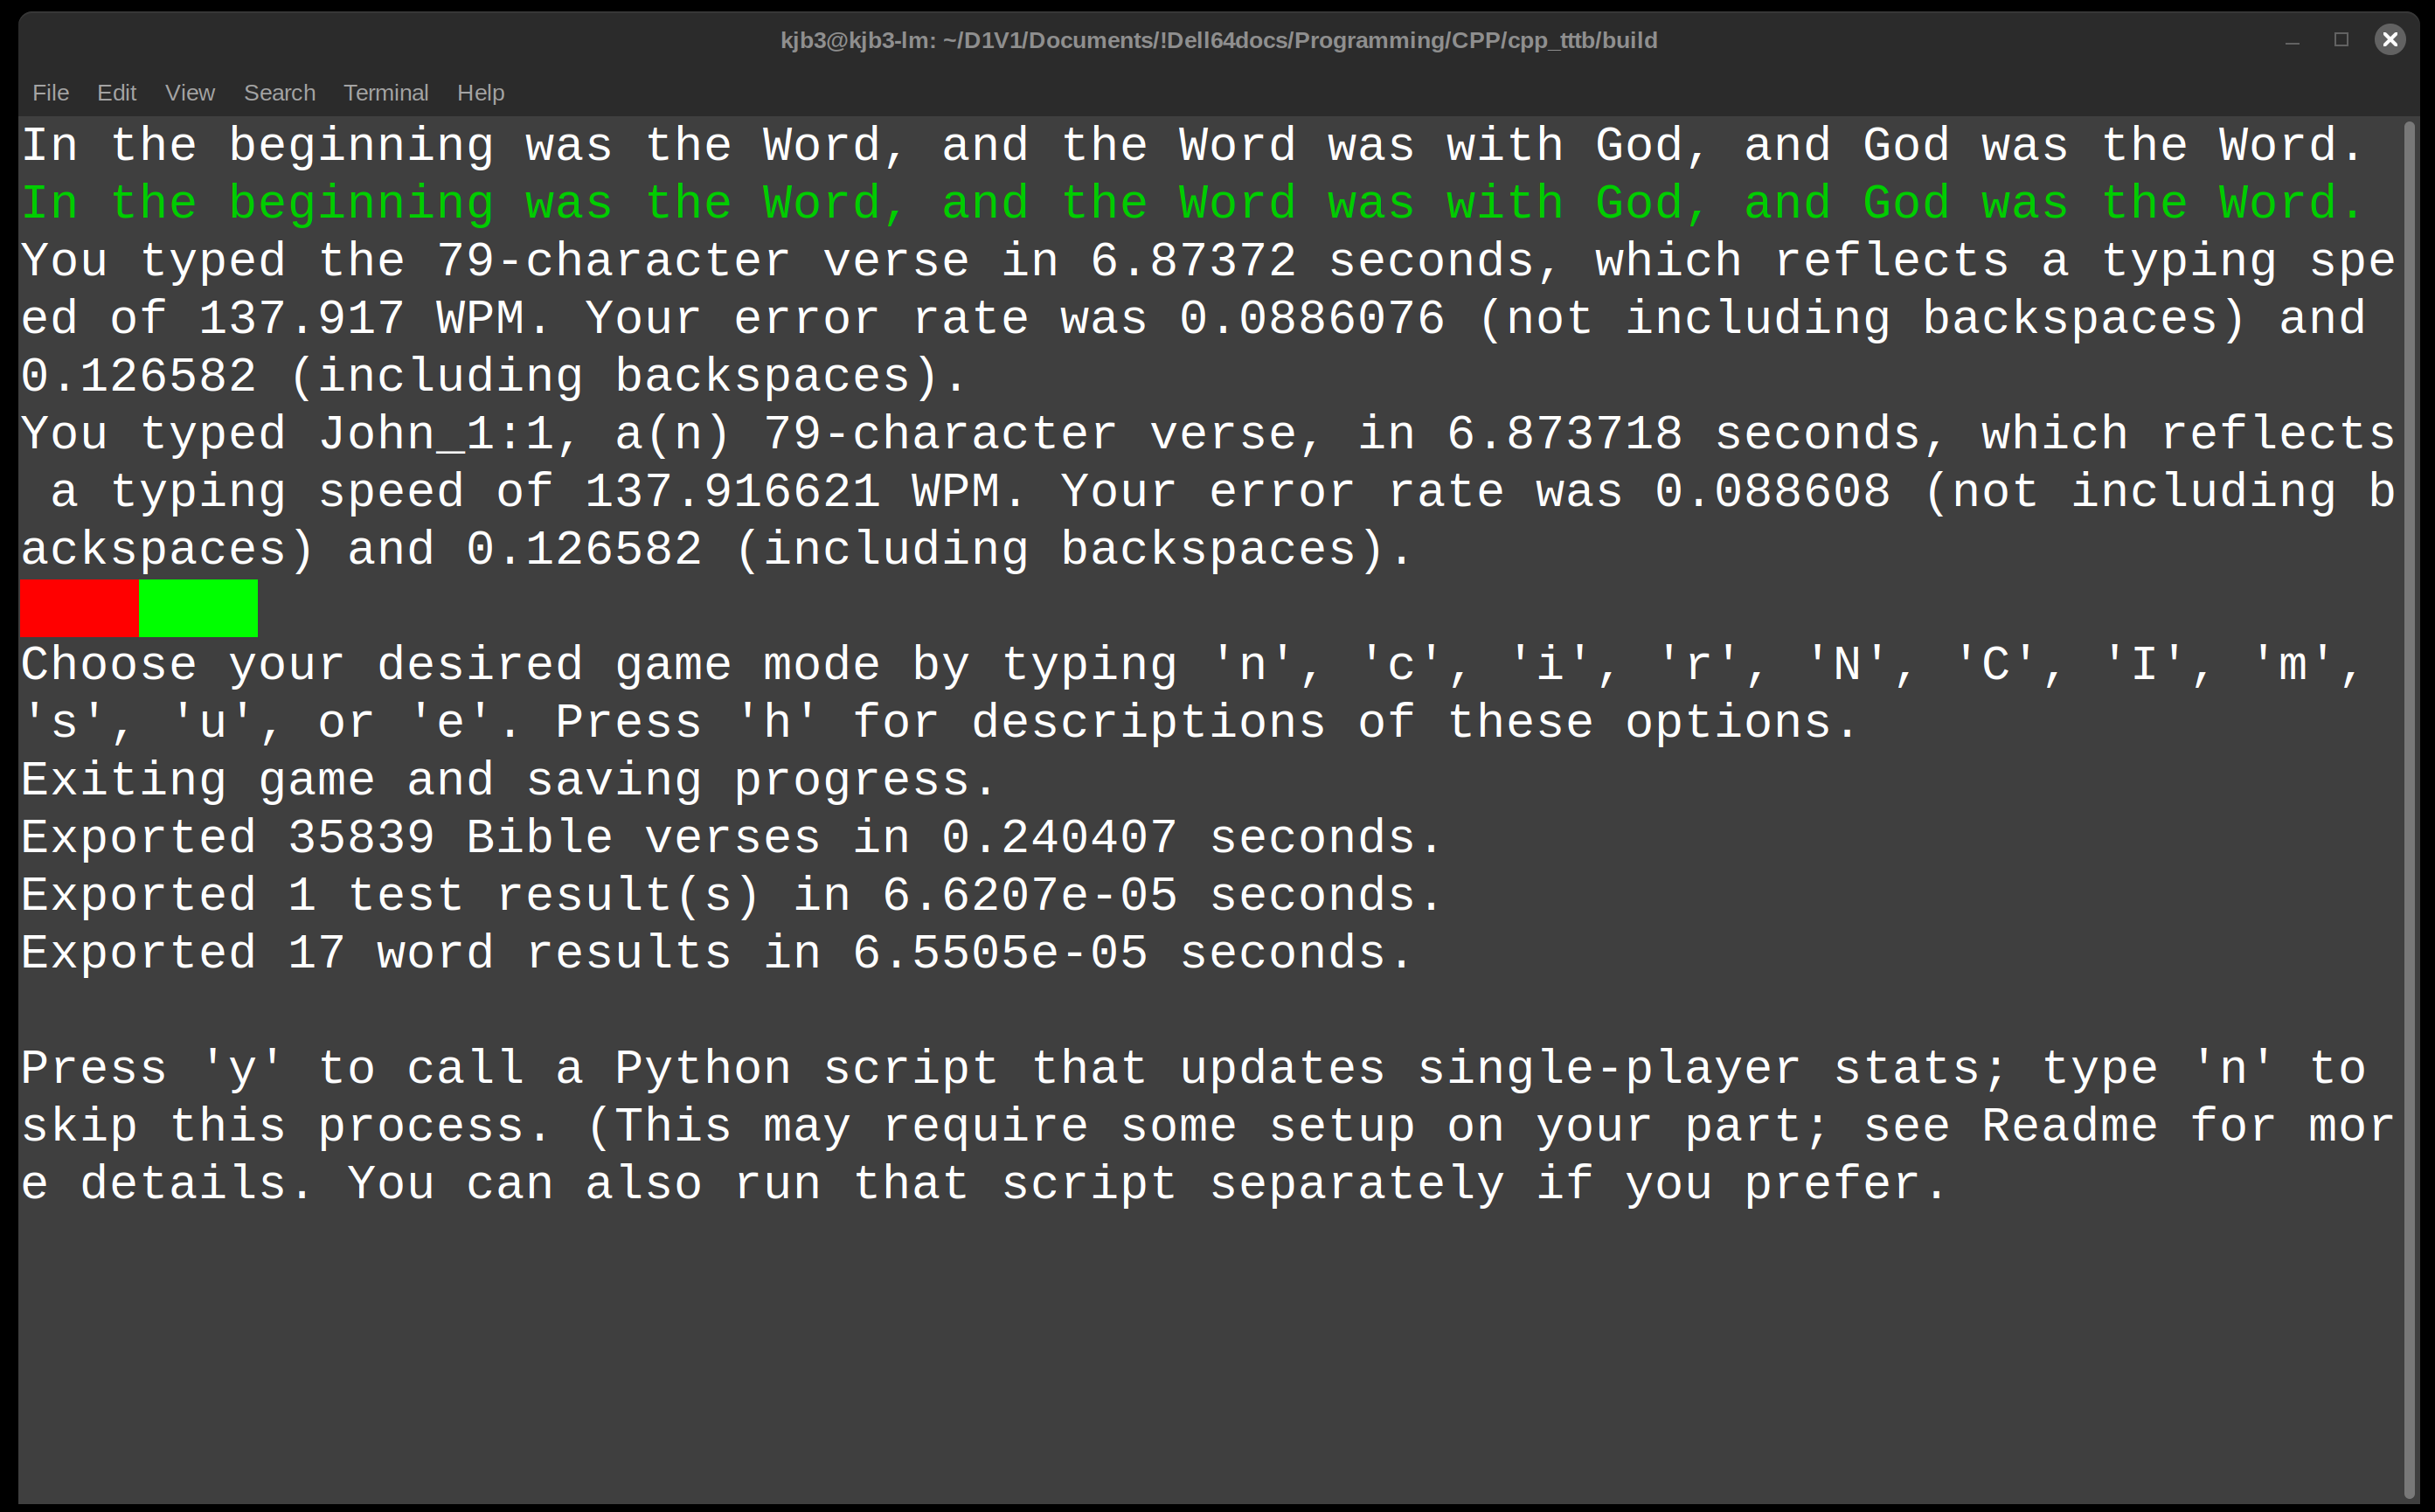 kjb3@kjb3-lm: ~/D1V1/Documents/!Dell64docs/Programming/CPP/cpp_tttb/build
File Edit View Search Terminal Help
In the beginning was the Word, and the Word was with God, and God was the Word.
In the beginning was the Word, and the Word was with God, and God was the Word.
You typed the 79-character verse in 6.87372 seconds, which reflects a typing spe
ed of 137.917 WPM. Your error rate was 0.0886076 (not including backspaces) and
0.126582 (including backspaces).
You typed John_1:1, a(n) 79-character verse, in 6.873718 seconds, which reflects
 a typing speed of 137.916621 WPM. Your error rate was 0.088608 (not including b
ackspaces) and 0.126582 (including backspaces).
Choose your desired game mode by typing 'n', 'c', 'i', 'r', 'N', 'C', 'I', 'm',
's', 'u', or 'e'. Press 'h' for descriptions of these options.
Exiting game and saving progress.
Exported 35839 Bible verses in 0.240407 seconds.
Exported 1 test result(s) in 6.6207e-05 seconds.
Exported 17 word results in 6.5505e-05 seconds.
Press 'y' to call a Python script that updates single-player stats; type 'n' to
skip this process. (This may require some setup on your part; see Readme for mor
e details. You can also run that script separately if you prefer.